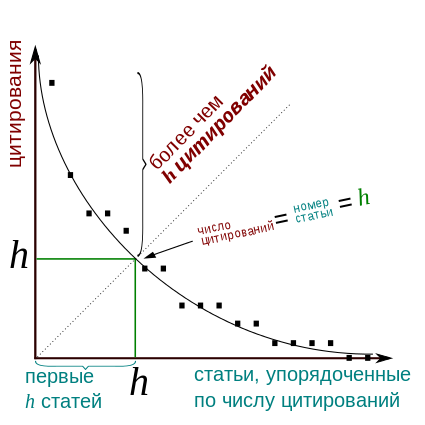 цитирования
более чем
h цитирований
число
цитирований
=
номер
статьи
= h
h
первые
h статей
h
статьи, упорядоченные
по числу цитирований